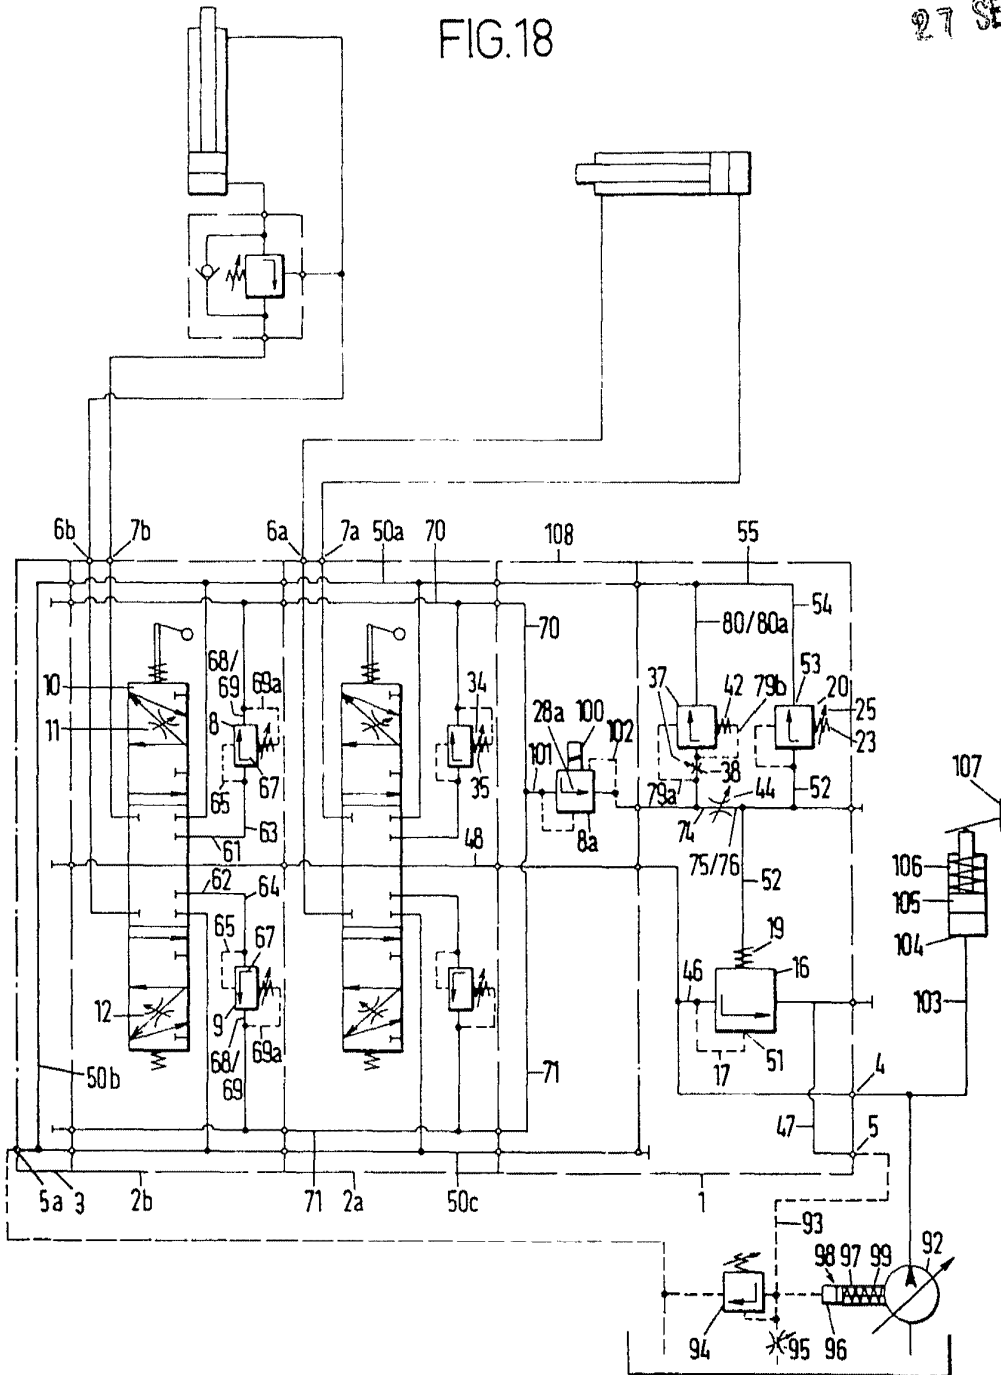 FIG.18
27 SE
6b 7b 6a 7a 50a 70 108 55
54
70 80/80a
10 68/ 69 69a 34 28a 100 102 37 42 79b 53 20 25 23
11 8
101 38 107
65 67 35 79a 44 52
63 8a 74
61 48 75/76 106
62 64 52 105
65 67 19 104
46 16 103
12 9 69a
68/ 69 17 51
50b 71 4
47 5
5a 3 2b 71 2a 50c 1
93
98 97 99 92
94 95 96